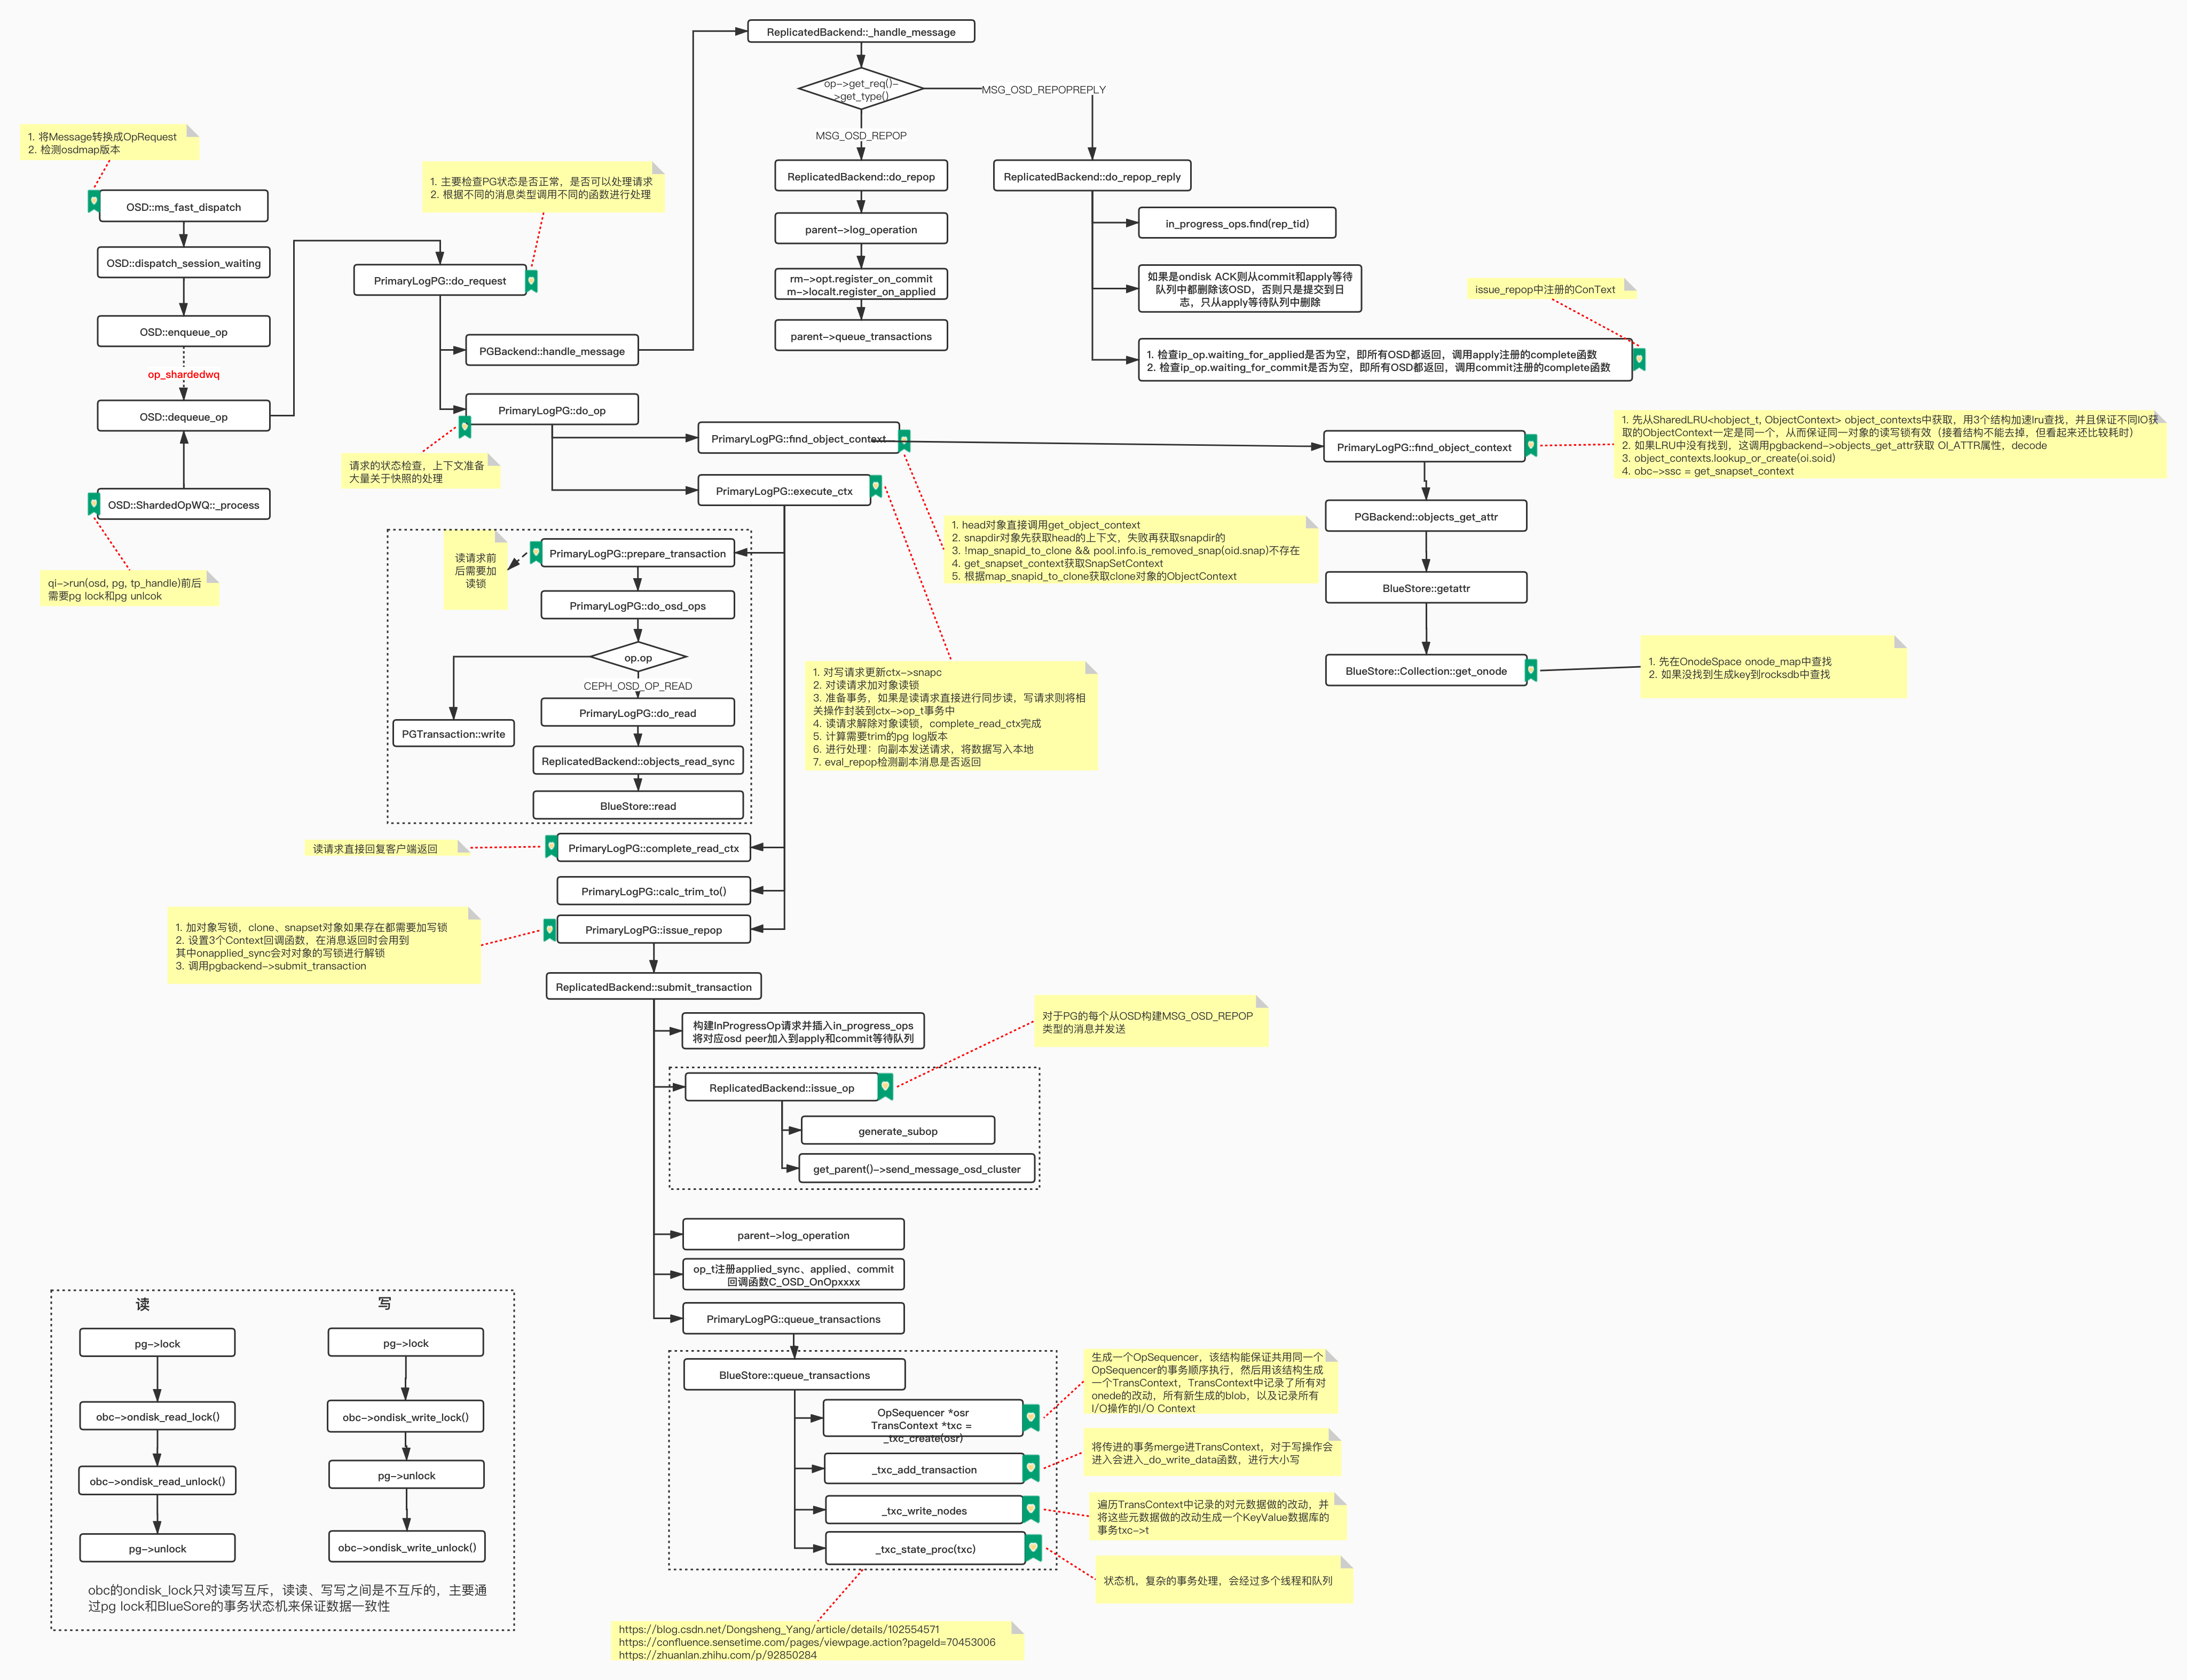 ReplicatedBackend::_handle_message
op->get_req()-
>get_type()
MSG_OSD_REPOPREPLY
MSG_OSD_REPOP
ReplicatedBackend::do_repop
parent->log_operation
rm->opt.register_on_commit
m->localt.register_on_applied
parent->queue_transactions
ReplicatedBackend::do_repop_reply
in_progress_ops.find(rep_tid)
如果是ondisk ACK则从commit和apply等待
队列中都删除该OSD，否则只是提交到日
志，只从apply等待队列中删除
issue_repop中注册的ConText
1. 检查ip_op.waiting_for_applied是否为空，即所有OSD都返回，调用apply注册的complete函数
2. 检查ip_op.waiting_for_commit是否为空，即所有OSD都返回，调用commit注册的complete函数
1. 将Message转换成OpRequest
2. 检测osdmap版本
OSD::ms_fast_dispatch
OSD::dispatch_session_waiting
OSD::enqueue_op
op_shardedwq
OSD::dequeue_op
OSD::ShardedOpWQ::_process
qi->run(osd, pg, tp_handle)前后
需要pg lock和pg unlcok
1. 主要检查PG状态是否正常，是否可以处理请求
2. 根据不同的消息类型调用不同的函数进行处理
PrimaryLogPG::do_request
PGBackend::handle_message
PrimaryLogPG::do_op
请求的状态检查，上下文准备
大量关于快照的处理
PrimaryLogPG::find_object_context
PrimaryLogPG::execute_ctx
PrimaryLogPG::find_object_context
1. 先从SharedLRU<hobject_t, ObjectContext> object_contexts中获取，用3个结构加速lru查找，并且保证不同IO获
取的ObjectContext一定是同一个，从而保证同一对象的读写锁有效（接着结构不能去掉，但看起来还比较耗时）
2. 如果LRU中没有找到，这调用pgbackend->objects_get_attr获取 OI_ATTR属性，decode
3. object_contexts.lookup_or_create(oi.soid)
4. obc->ssc = get_snapset_context
PGBackend::objects_get_attr
BlueStore::getattr
BlueStore::Collection::get_onode
1. 先在OnodeSpace onode_map中查找
2. 如果没找到生成key到rocksdb中查找
1. head对象直接调用get_object_context
2. snapdir对象先获取head的上下文，失败再获取snapdir的
3. !map_snapid_to_clone && pool.info.is_removed_snap(oid.snap)不存在
4. get_snapset_context获取SnapSetContext
5. 根据map_snapid_to_clone获取clone对象的ObjectContext
读请求前
后需要加
读锁
PrimaryLogPG::prepare_transaction
PrimaryLogPG::do_osd_ops
op.op
CEPH_OSD_OP_READ
PrimaryLogPG::do_read
PGTransaction::write
ReplicatedBackend::objects_read_sync
BlueStore::read
1. 对写请求更新ctx->snapc
2. 对读请求加对象读锁
3. 准备事务，如果是读请求直接进行同步读，写请求则将相
关操作封装到ctx->op_t事务中
4. 读请求解除对象读锁，complete_read_ctx完成
5. 计算需要trim的pg log版本
6. 进行处理：向副本发送请求，将数据写入本地
7. eval_repop检测副本消息是否返回
读请求直接回复客户端返回
PrimaryLogPG::complete_read_ctx
PrimaryLogPG::calc_trim_to()
PrimaryLogPG::issue_repop
1. 加对象写锁，clone、snapset对象如果存在都需要加写锁
2. 设置3个Context回调函数，在消息返回时会用到
其中onapplied_sync会对对象的写锁进行解锁
3. 调用pgbackend->submit_transaction
ReplicatedBackend::submit_transaction
构建InProgressOp请求并插入in_progress_ops
将对应osd peer加入到apply和commit等待队列
对于PG的每个从OSD构建MSG_OSD_REPOP
类型的消息并发送
ReplicatedBackend::issue_op
generate_subop
get_parent()->send_message_osd_cluster
parent->log_operation
op_t注册applied_sync、applied、commit
回调函数C_OSD_OnOpxxxx
PrimaryLogPG::queue_transactions
BlueStore::queue_transactions
OpSequencer *osr
TransContext *txc =
_txc_create(osr)
_txc_add_transaction
_txc_write_nodes
_txc_state_proc(txc)
生成一个OpSequencer，该结构能保证共用同一个
OpSequencer的事务顺序执行，然后用该结构生成
一个TransContext，TransContext中记录了所有对
onede的改动，所有新生成的blob，以及记录所有
I/O操作的I/O Context
将传进的事务merge进TransContext，对于写操作会
进入会进入_do_write_data函数，进行大小写
遍历TransContext中记录的对元数据做的改动，并
将这些元数据做的改动生成一个KeyValue数据库的
事务txc->t
状态机，复杂的事务处理，会经过多个线程和队列
https://blog.csdn.net/Dongsheng_Yang/article/details/102554571
https://confluence.sensetime.com/pages/viewpage.action?pageId=70453006
https://zhuanlan.zhihu.com/p/92850284
读
pg->lock
obc->ondisk_read_lock()
obc->ondisk_read_unlock()
pg->unlock
写
pg->lock
obc->ondisk_write_lock()
pg->unlock
obc->ondisk_write_unlock()
obc的ondisk_lock只对读写互斥，读读、写写之间是不互斥的，主要通
过pg lock和BlueSore的事务状态机来保证数据一致性